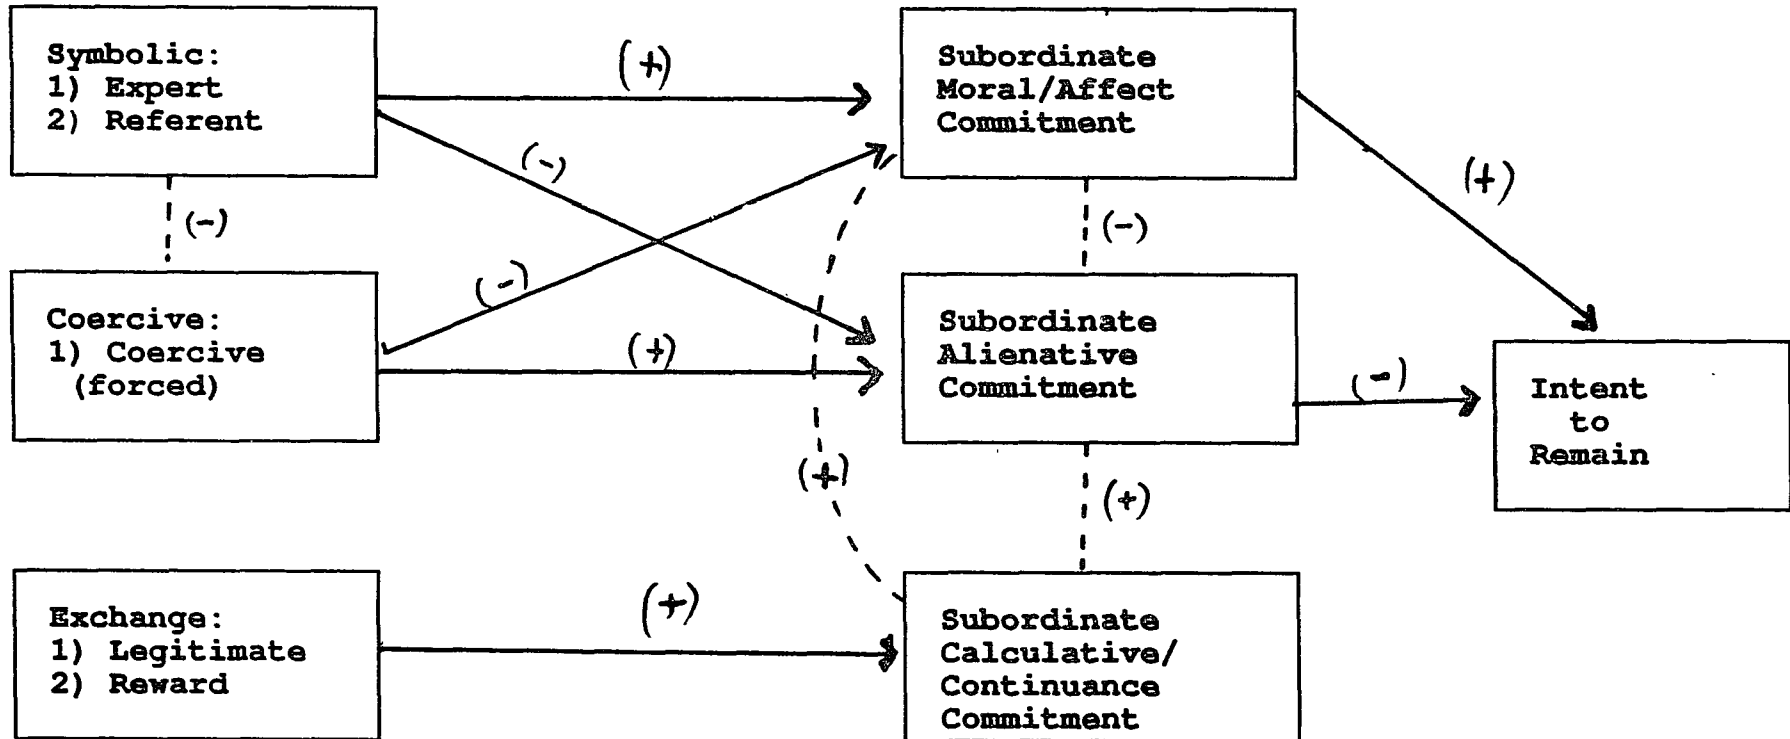 Symbolic:
1) Expert
2) Referent
(+)
Subordinate
Moral/Affect
Commitment
(-)
(-)
(-)
(+)
(-)
Coercive:
1) Coercive
(forced)
(+)
Subordinate
Alienative
Commitment
(-)
Intent
to
Remain
(+)
(+)
Exchange:
1) Legitimate
2) Reward
(+)
Subordinate
Calculative/
Continuance
Commitment